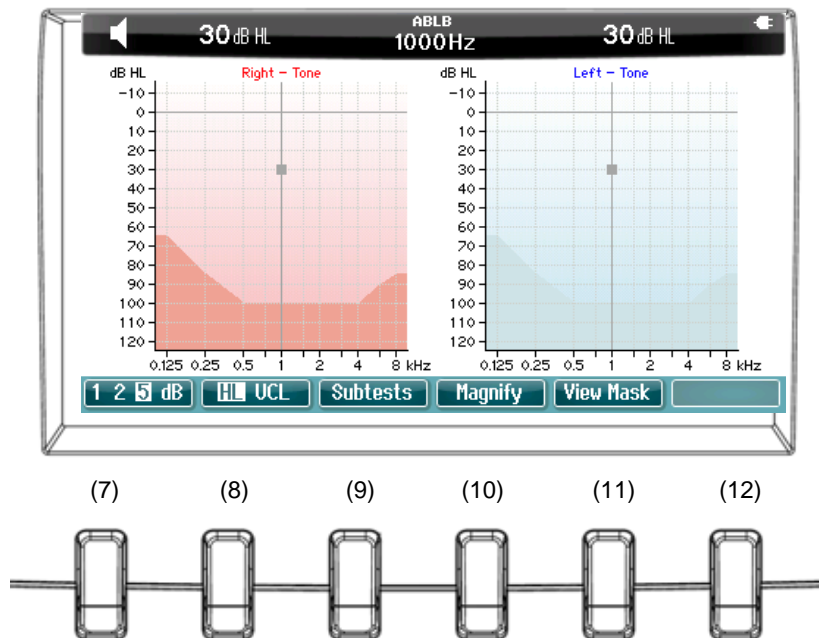 30 dB HL ABLB 30 dB HL
1000Hz
dB HL Right – Tone dB HL Left – Tone
-10 -10
0 0
10 10
20 20
30 30
40 40
50 50
60 60
70 70
80 80
90 90
100 100
110 110
120 120
0.125 0.25 0.5 1 2 4 8 kHz 0.125 0.25 0.5 1 2 4 8 kHz
1 2 5 dB HL UCL Subtests Magnify View Mask
(7) (8) (9) (10) (11) (12)